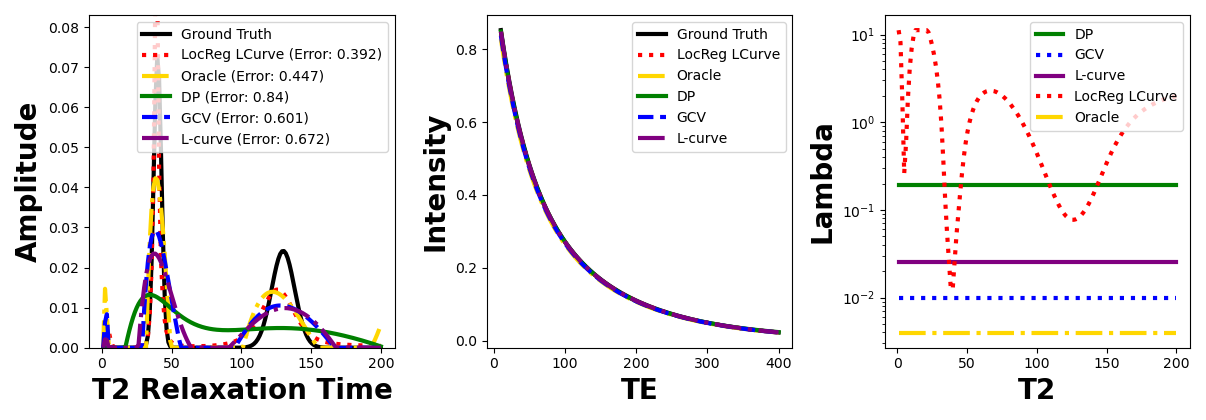 Amplitude
0.08
0.07
0.06
0.05
0.04
0.03
0.02
0.01
0.00
0
50
100
150
200
T2 Relaxation Time
Ground Truth
LocReg LCurve (Error: 0.392)
Oracle (Error: 0.447)
DP (Error: 0.84)
GCV (Error: 0.601)
L-curve (Error: 0.672)
Intensity
0.8
0.6
0.4
0.2
0.0
0
100
200
300
400
TE
Ground Truth
LocReg LCurve
Oracle
DP
GCV
L-curve
Lambda
10¹
10⁰
10⁻¹
10⁻²
0
50
100
150
200
T2
DP
GCV
L-curve
LocReg LCurve
Oracle